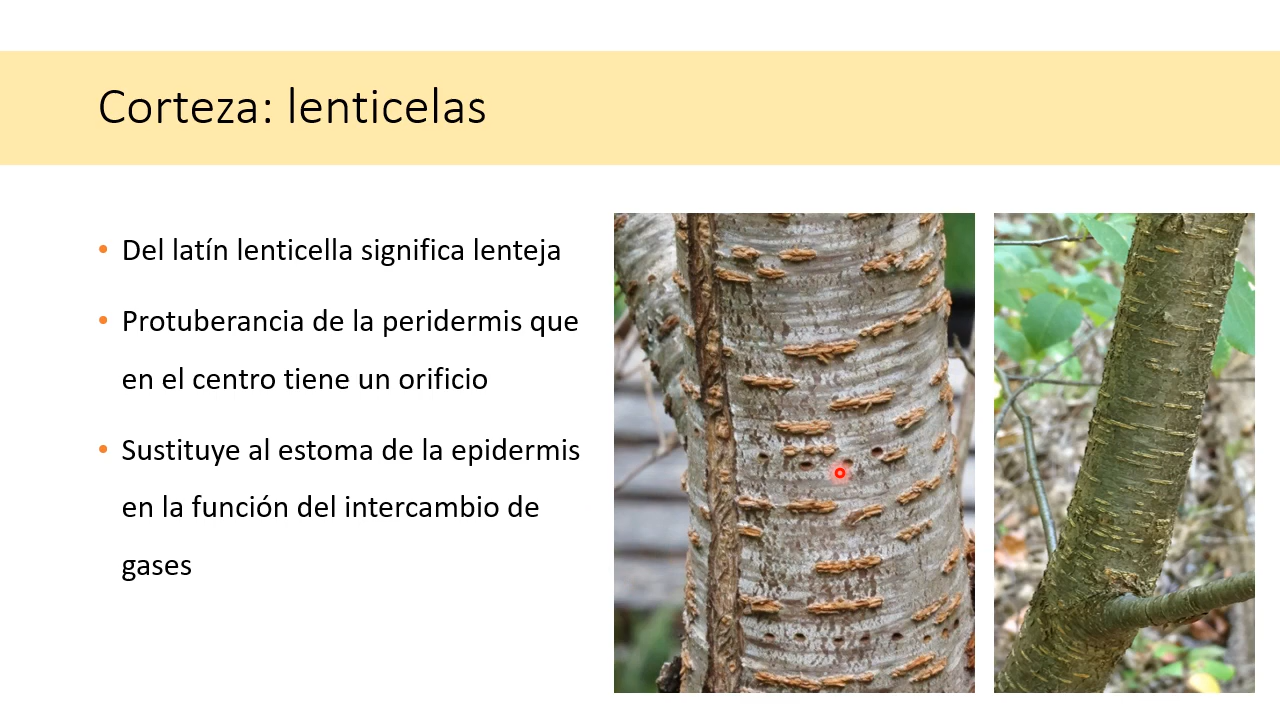 Corteza: lenticelas
• Del latín lenticella significa lenteja
• Protuberancia de la peridermis que
en el centro tiene un orificio
• Sustituye al estoma de la epidermis
en la función del intercambio de
gases